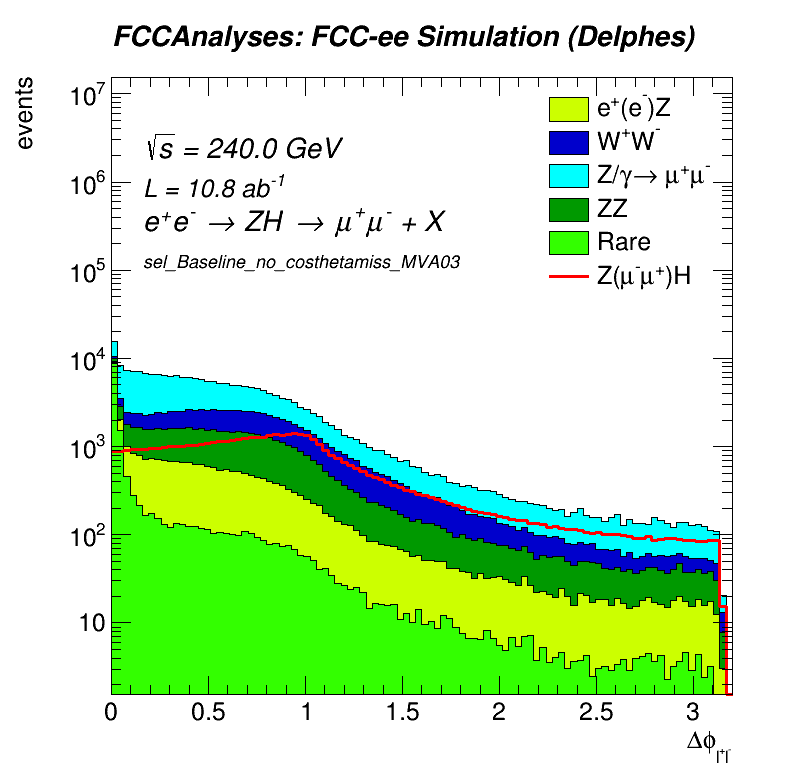 FCCAnalyses: FCC-ee Simulation (Delphes)
events
10⁷
10⁶
10⁵
10⁴
10³
10²
10
√s = 240.0 GeV
L = 10.8 ab⁻¹
e⁺e⁻ → ZH → μ⁺μ⁻ + X
sel_Baseline_no_costhetamiss_MVA03
e⁺(e⁻)Z
W⁺W⁻
Z/γ→ μ⁺μ⁻
ZZ
Rare
Z(μ⁻μ⁺)H
0 0.5 1 1.5 2 2.5 3
Δϕ_l⁺l⁻